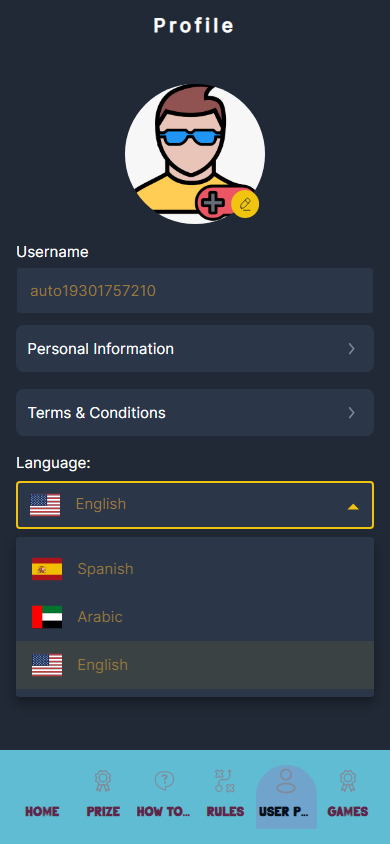 Profile
Username
auto19301757210
Personal Information
Terms & Conditions
Language:
English
Spanish
Arabic
English
HOME PRIZE HOW TO... RULES USER P... GAMES